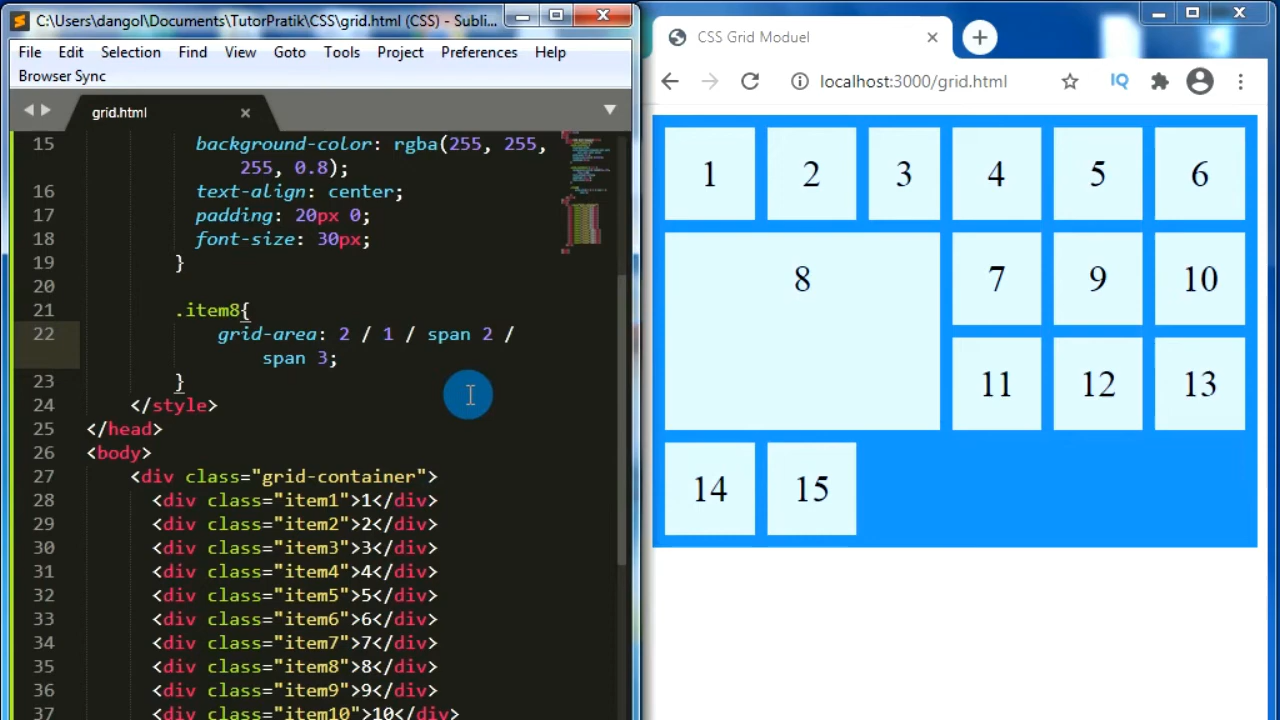 C:\Users\dangol\Documents\TutorPratik\CSS\grid.html (CSS) - Subli...
File Edit Selection Find View Goto Tools Project Preferences Help
Browser Sync
grid.html
15 background-color: rgba(255, 255,
255, 0.8);
16 text-align: center;
17 padding: 20px 0;
18 font-size: 30px;
19 }
20
21 .item8{
22 grid-area: 2 / 1 / span 2 /
span 3;
23 }
24 </style>
25 </head>
26 <body>
27 <div class="grid-container">
28 <div class="item1">1</div>
29 <div class="item2">2</div>
30 <div class="item3">3</div>
31 <div class="item4">4</div>
32 <div class="item5">5</div>
33 <div class="item6">6</div>
34 <div class="item7">7</div>
35 <div class="item8">8</div>
36 <div class="item9">9</div>
37 <div class="item10">10</div>
CSS Grid Moduel
localhost:3000/grid.html
IQ
1 2 3 4 5 6
8 7 9 10
11 12 13
14 15